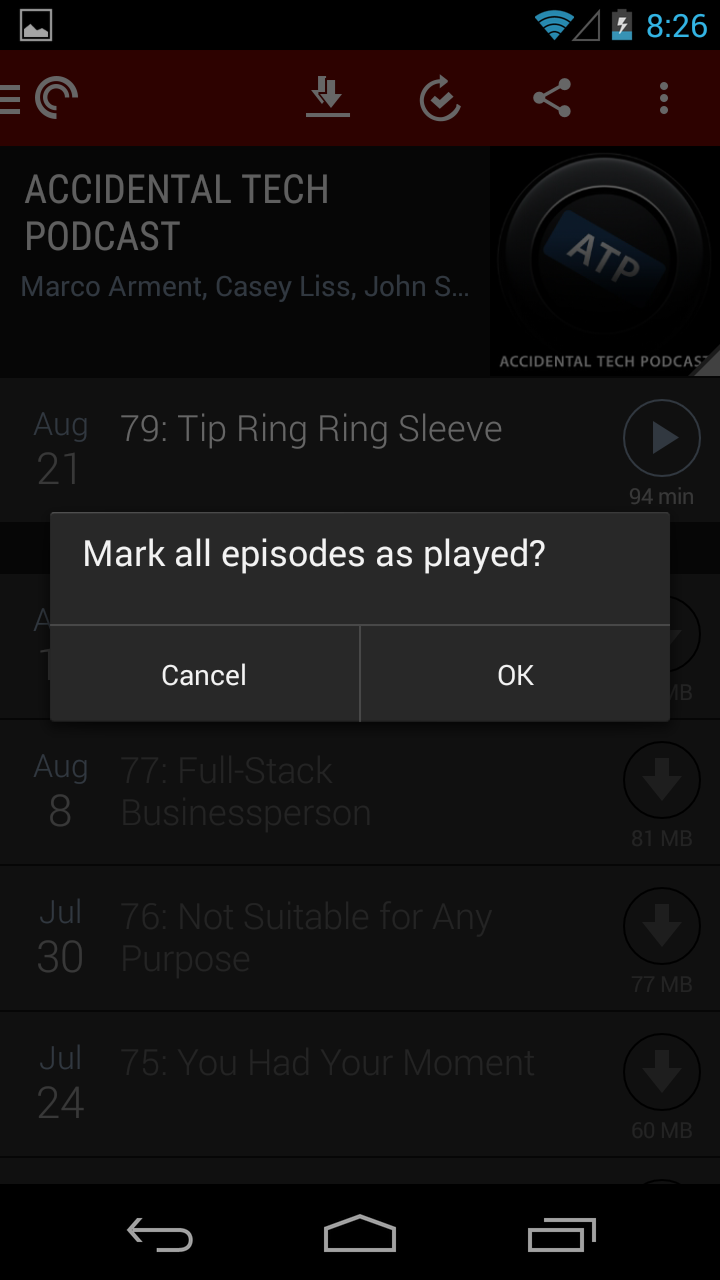 8:26
ACCIDENTAL TECH
PODCAST
Marco Arment, Casey Liss, John S...
ATP
ACCIDENTAL TECH PODCAST
Aug
21
79: Tip Ring Ring Sleeve
94 min
Mark all episodes as played?
Cancel
OK
MB
Aug
8
77: Full-Stack
Businessperson
81 MB
Jul
30
76: Not Suitable for Any
Purpose
77 MB
Jul
24
75: You Had Your Moment
60 MB